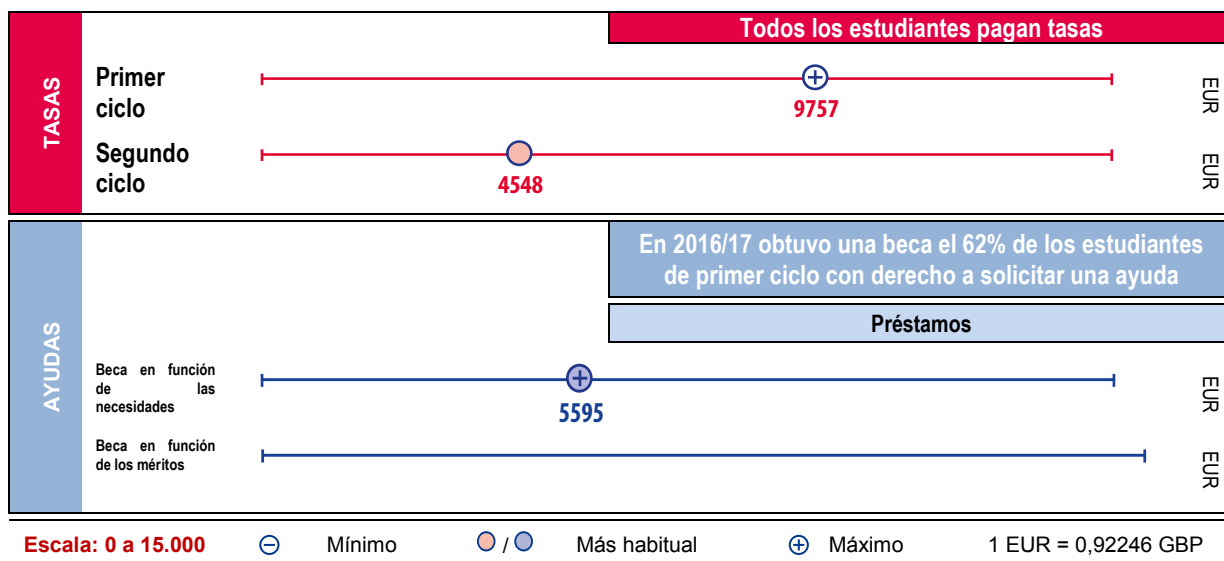 TASAS
Todos los estudiantes pagan tasas
Primer
ciclo
9757
EUR
Segundo
ciclo
4548
EUR
AYUDAS
En 2016/17 obtuvo una beca el 62% de los estudiantes
de primer ciclo con derecho a solicitar una ayuda
Préstamos
Beca en función
de las
necesidades
5595
EUR
Beca en función
de los méritos
EUR
Escala: 0 a 15.000 Mínimo / Más habitual Máximo 1 EUR = 0,92246 GBP